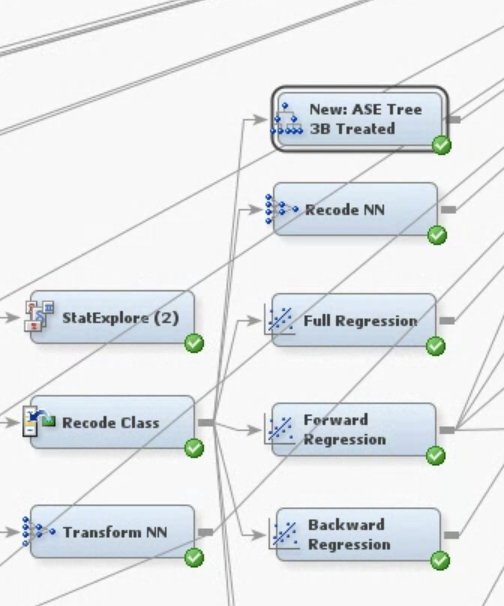 New: ASE Tree
3B Treated
Recode NN
StatExplore (2)
Full Regression
Recode Class
Forward
Regression
Transform NN
Backward
Regression